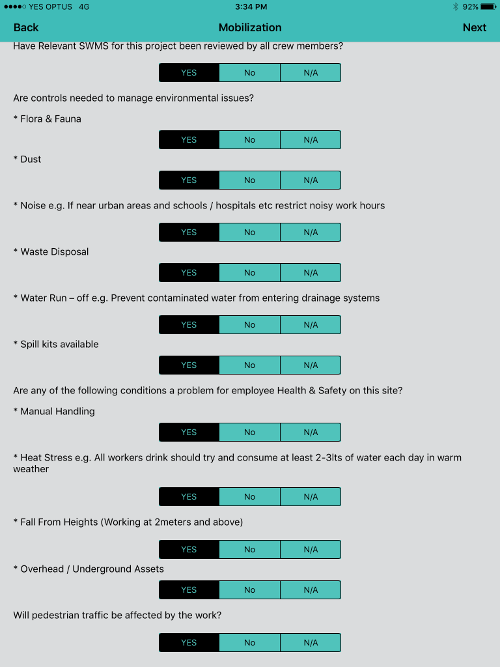 YES OPTUS 4G 3:34 PM 92%
Back Mobilization Next
Have Relevant SWMS for this project been reviewed by all crew members?
YES No N/A
Are controls needed to manage environmental issues?
* Flora & Fauna
YES No N/A
* Dust
YES No N/A
* Noise e.g. If near urban areas and schools / hospitals etc restrict noisy work hours
YES No N/A
* Waste Disposal
YES No N/A
* Water Run – off e.g. Prevent contaminated water from entering drainage systems
YES No N/A
* Spill kits available
YES No N/A
Are any of the following conditions a problem for employee Health & Safety on this site?
* Manual Handling
YES No N/A
* Heat Stress e.g. All workers drink should try and consume at least 2-3lts of water each day in warm
weather
YES No N/A
* Fall From Heights (Working at 2meters and above)
YES No N/A
* Overhead / Underground Assets
YES No N/A
Will pedestrian traffic be affected by the work?
YES No N/A